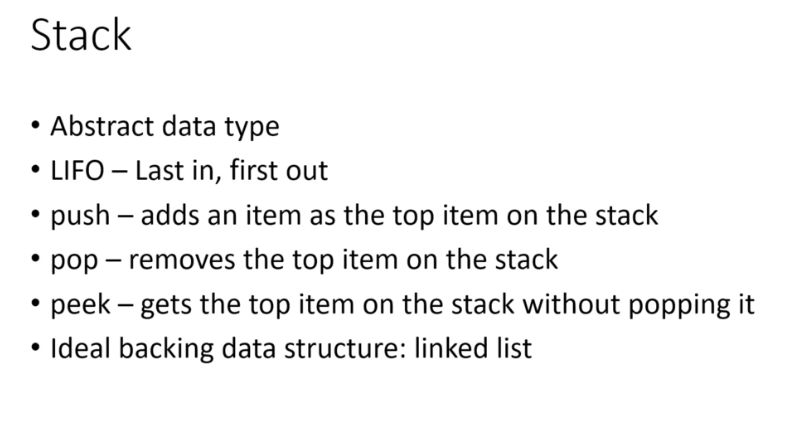 Stack
• Abstract data type
• LIFO – Last in, first out
• push – adds an item as the top item on the stack
• pop – removes the top item on the stack
• peek – gets the top item on the stack without popping it
• Ideal backing data structure: linked list